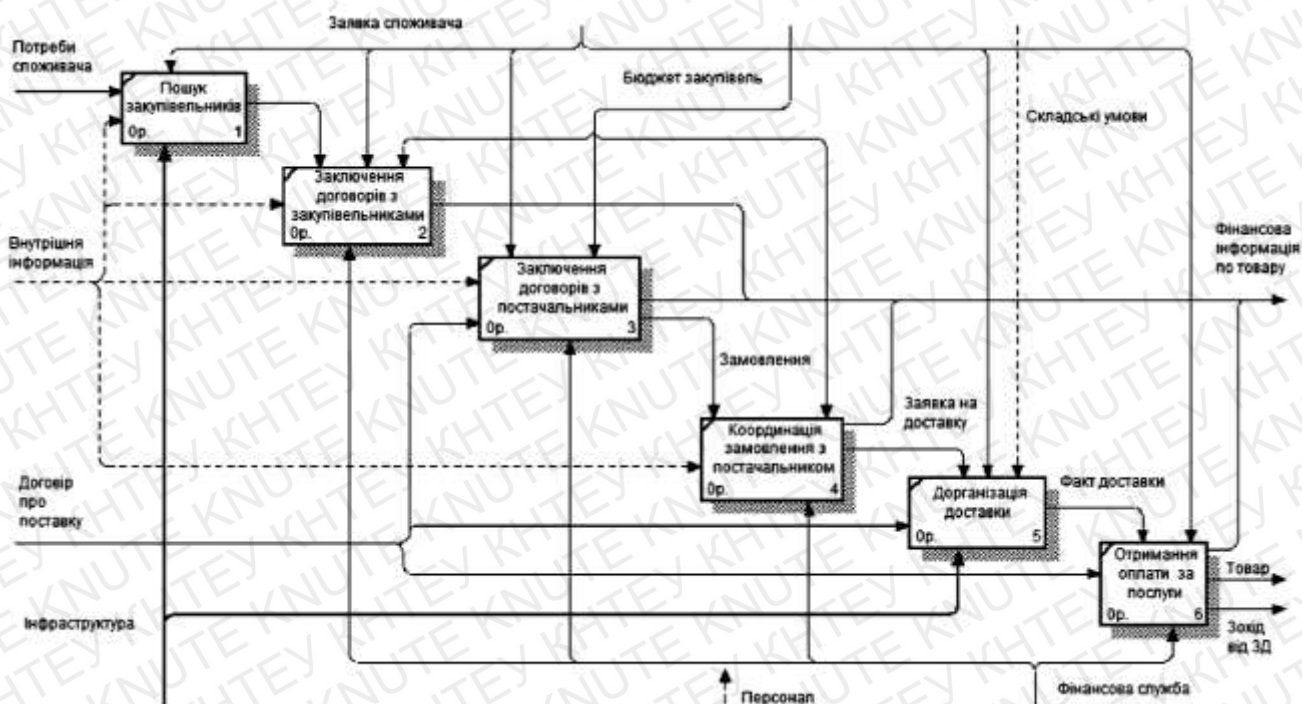 Заявка споживача
Потреби
споживача
Пошук
закупівельників
0р. 1
Бюджет закупівель
Складські умови
Заключення
договорів з
закупівельниками
0р. 2
Внутрішня
інформація
Заключення
договорів з
постачальниками
0р. 3
Фінансова
інформація
по товару
Замовлення
Координація
замовлення з
постачальником
0р. 4
Заявка на
доставку
Договір
про
поставку
Дорганізація
доставки
0р. 5
Факт доставки
Отримання
оплати за
послуги
0р. 6
Товар
Зохід
від ЗД
Інфраструктура
Персонал
Фінансова служба